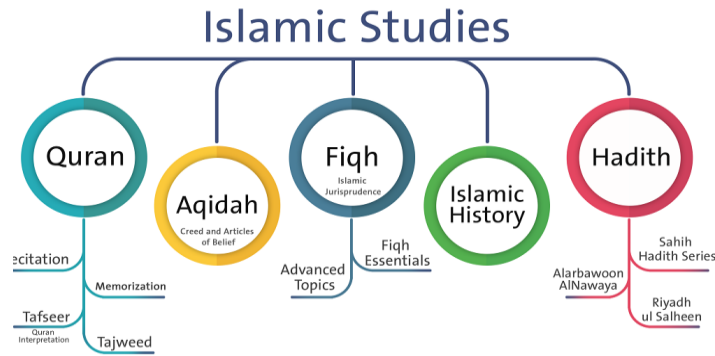 Islamic Studies
Quran
Aqidah
Creed and Articles
of Belief
Fiqh
Islamic
Jurisprudence
Islamic
History
Hadith
ecitation
Memorization
Tafseer
Quran
Interpretation
Tajweed
Fiqh
Essentials
Advanced
Topics
Sahih
Hadith Series
Alarbawoon
AlNawaya
Riyadh
ul Salheen